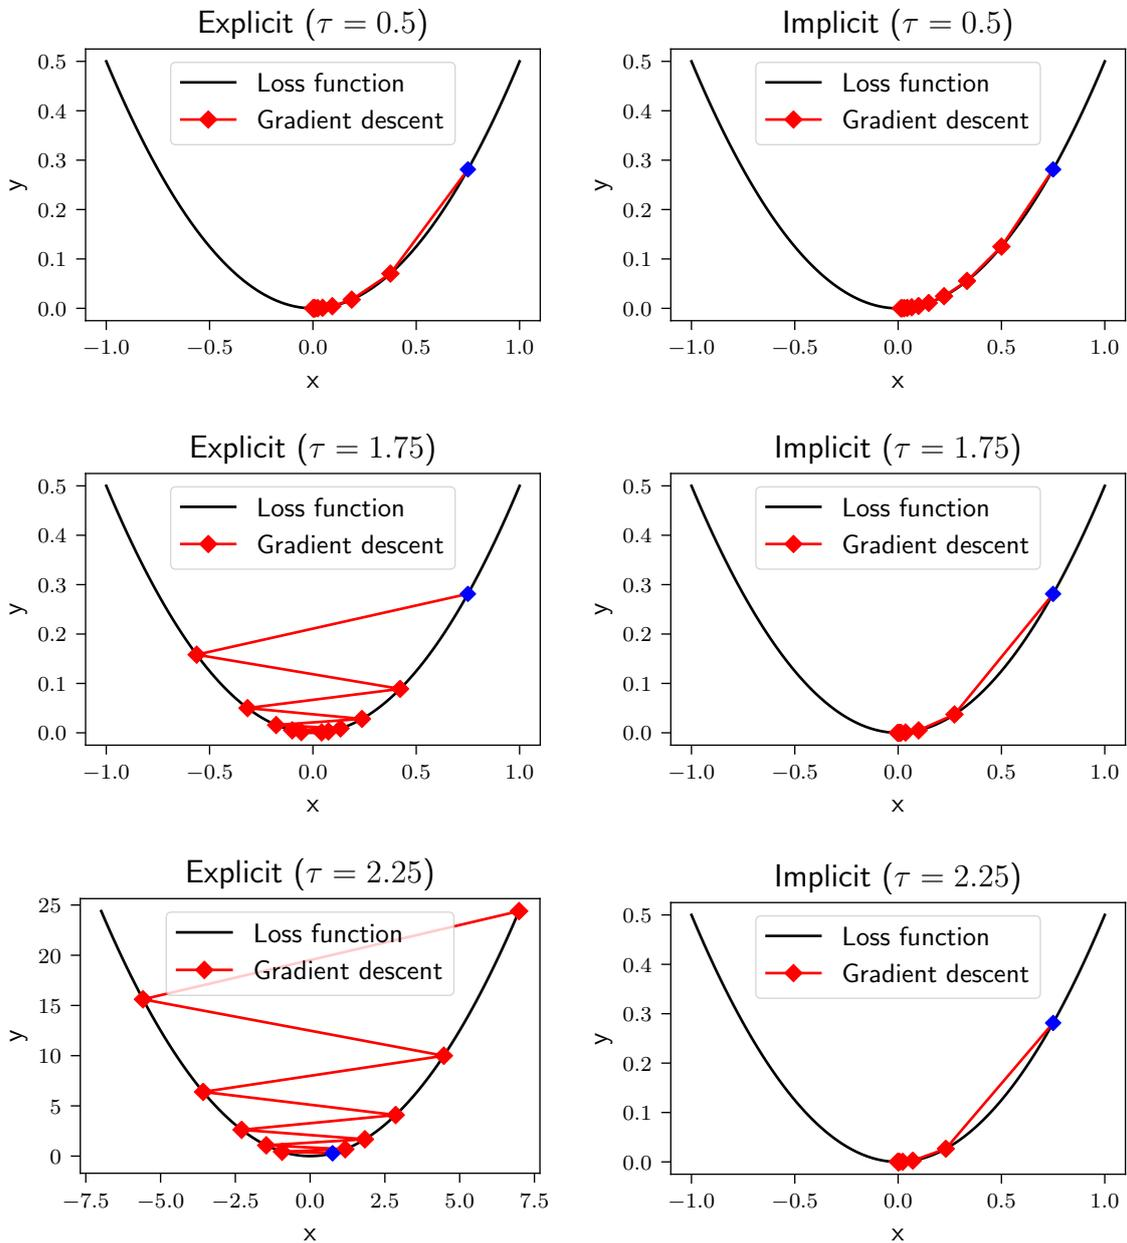 Explicit (τ = 0.5)
0.5
0.4
0.3
0.2
0.1
0.0
y
Loss function
Gradient descent
−1.0 −0.5 0.0 0.5 1.0
x
Implicit (τ = 0.5)
0.5
0.4
0.3
0.2
0.1
0.0
y
Loss function
Gradient descent
−1.0 −0.5 0.0 0.5 1.0
x
Explicit (τ = 1.75)
0.5
0.4
0.3
0.2
0.1
0.0
y
Loss function
Gradient descent
−1.0 −0.5 0.0 0.5 1.0
x
Implicit (τ = 1.75)
0.5
0.4
0.3
0.2
0.1
0.0
y
Loss function
Gradient descent
−1.0 −0.5 0.0 0.5 1.0
x
Explicit (τ = 2.25)
25
20
15
10
5
0
y
Loss function
Gradient descent
−7.5 −5.0 −2.5 0.0 2.5 5.0 7.5
x
Implicit (τ = 2.25)
0.5
0.4
0.3
0.2
0.1
0.0
y
Loss function
Gradient descent
−1.0 −0.5 0.0 0.5 1.0
x